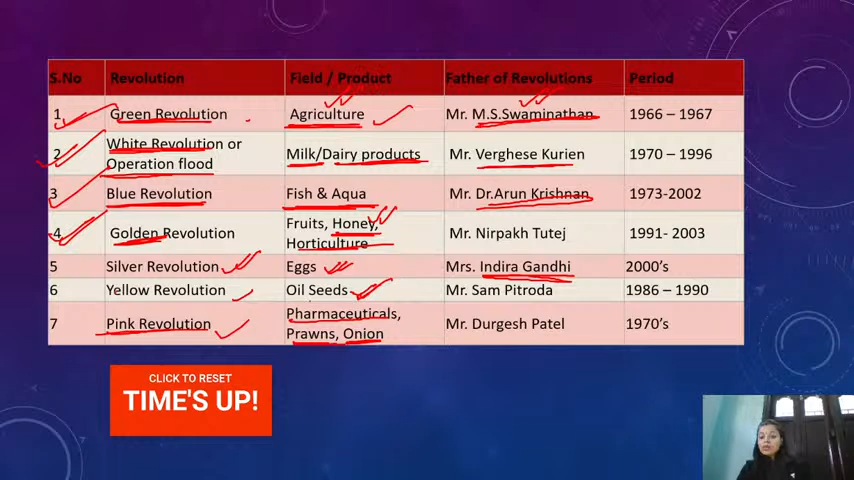 S.No Revolution Field / Product Father of Revolutions Period
1 Green Revolution Agriculture Mr. M.S.Swaminathan 1966 – 1967
2 White Revolution or Operation flood Milk/Dairy products Mr. Verghese Kurien 1970 – 1996
3 Blue Revolution Fish & Aqua Mr. Dr.Arun Krishnan 1973-2002
4 Golden Revolution Fruits, Honey, Horticulture Mr. Nirpakh Tutej 1991- 2003
5 Silver Revolution Eggs Mrs. Indira Gandhi 2000's
6 Yellow Revolution Oil Seeds Mr. Sam Pitroda 1986 – 1990
7 Pink Revolution Pharmaceuticals, Prawns, Onion Mr. Durgesh Patel 1970's
CLICK TO RESET
TIME'S UP!